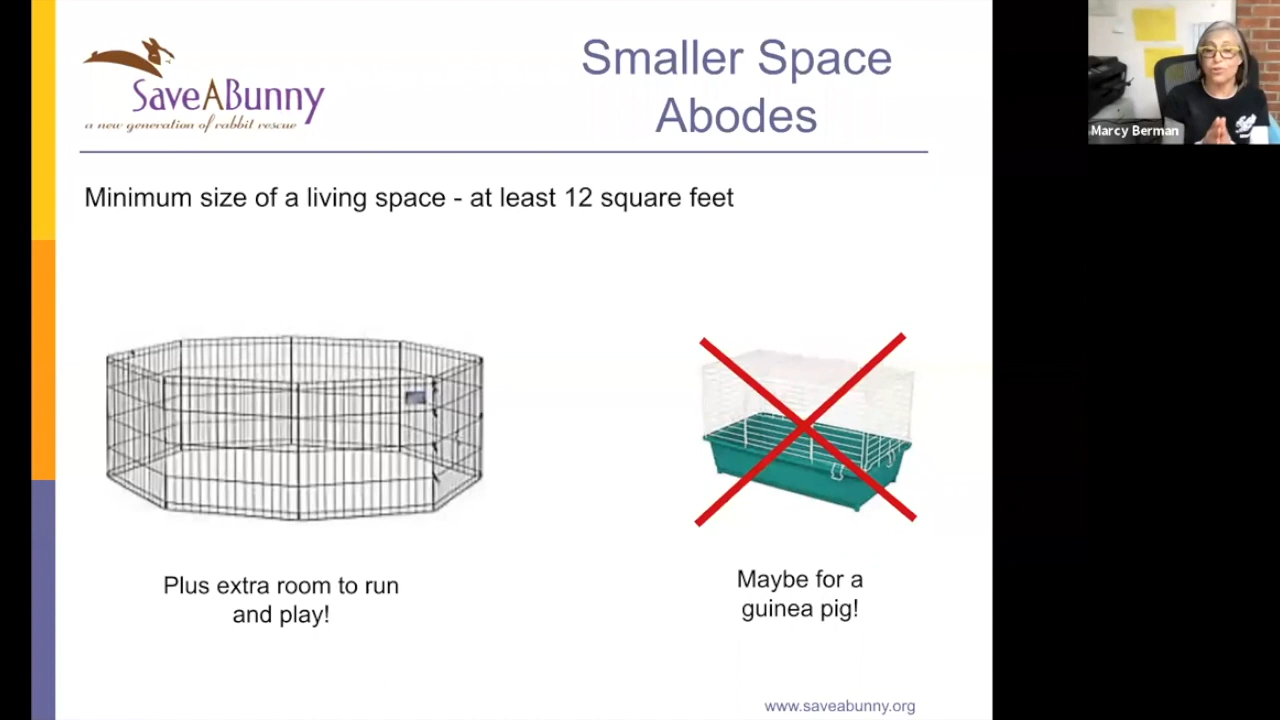 SaveABunny
a new generation of rabbit rescue
Smaller Space
Abodes
Marcy Berman
Minimum size of a living space - at least 12 square feet
Plus extra room to run
and play!
Maybe for a
guinea pig!
www.saveabunny.org